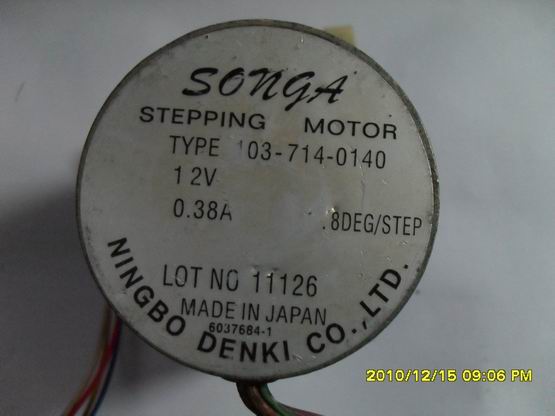 SONGA
STEPPING MOTOR
TYPE 103-714-0140
12V
0.38A .8DEG/STEP
LOT NO 11126
MADE IN JAPAN
6037684-1
NINGBO DENKI CO., LTD.
2010/12/15 09:06 PM